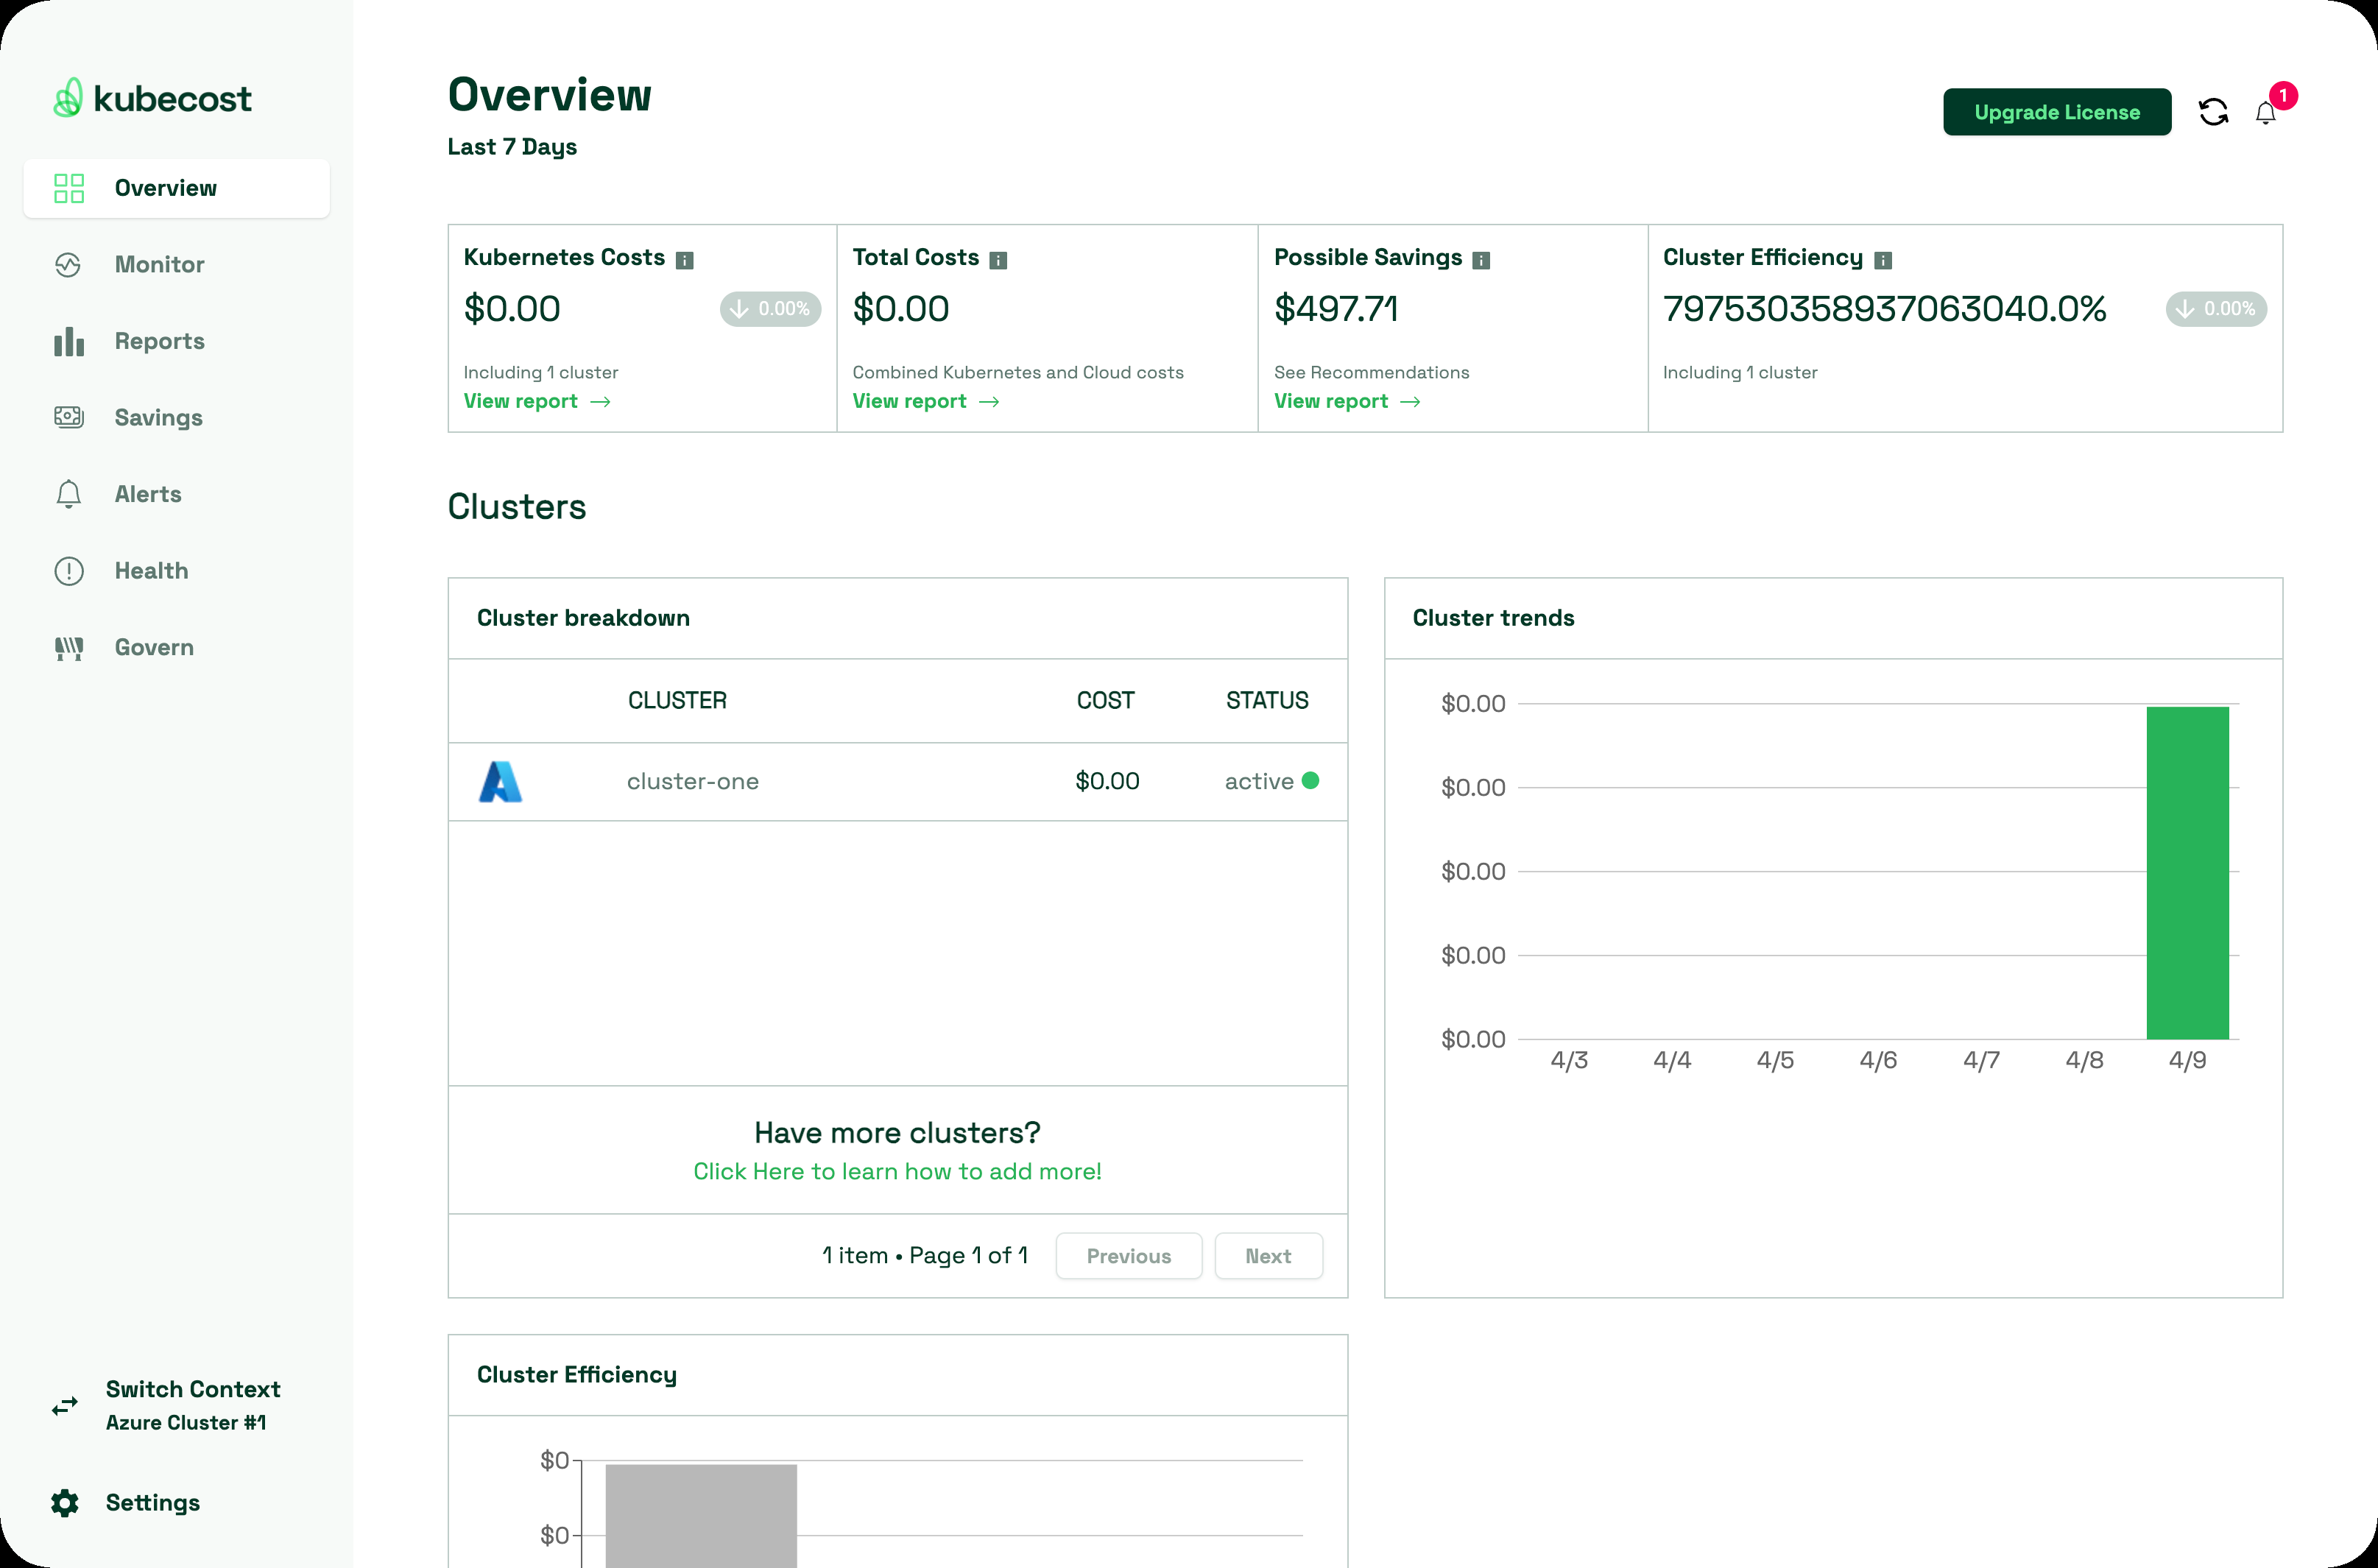 kubecost
Overview
Monitor
Reports
Savings
Alerts
Health
Govern
Switch Context
Azure Cluster #1
Settings
Overview
Last 7 Days
Upgrade License
1
Kubernetes Costs
$0.00
0.00%
Including 1 cluster
View report
Total Costs
$0.00
Combined Kubernetes and Cloud costs
View report
Possible Savings
$497.71
See Recommendations
View report
Cluster Efficiency
797530358937063040.0%
0.00%
Including 1 cluster
Clusters
Cluster breakdown
CLUSTER COST STATUS
cluster-one $0.00 active
Have more clusters?
Click Here to learn how to add more!
1 item • Page 1 of 1 Previous Next
Cluster trends
$0.00
$0.00
$0.00
$0.00
$0.00
4/3 4/4 4/5 4/6 4/7 4/8 4/9
Cluster Efficiency
$0
$0